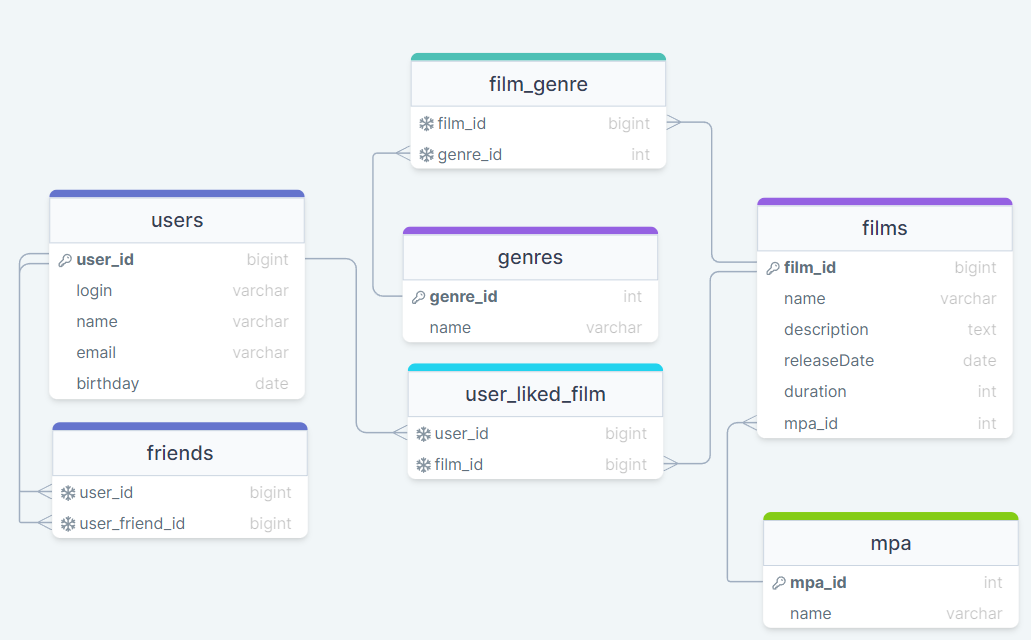 film_genre
film_id bigint
genre_id int
users
user_id bigint
login varchar
name varchar
email varchar
birthday date
genres
genre_id int
name varchar
films
film_id bigint
name varchar
description text
releaseDate date
duration int
mpa_id int
user_liked_film
user_id bigint
film_id bigint
friends
user_id bigint
user_friend_id bigint
mpa
mpa_id int
name varchar